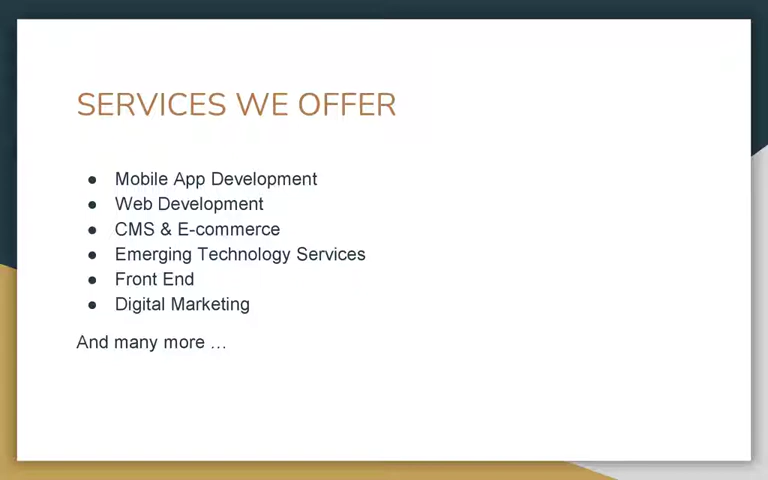 SERVICES WE OFFER
● Mobile App Development
● Web Development
● CMS & E-commerce
● Emerging Technology Services
● Front End
● Digital Marketing
And many more …